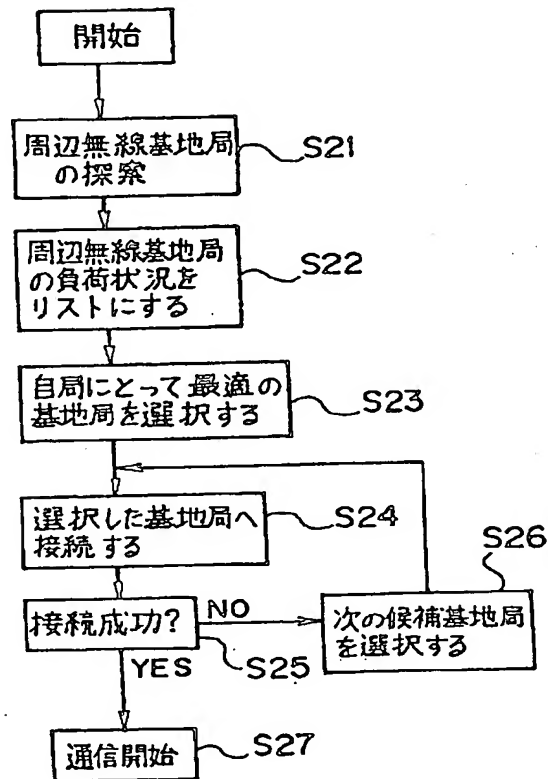 開始
周辺無線基地局
の探索
S21
周辺無線基地局
の負荷状況を
リストにする
S22
自局にとって最適の
基地局を選択する
S23
選択した基地局へ
接続する
S24
接続成功?
NO
S25
YES
S26
次の候補基地局
を選択する
通信開始
S27